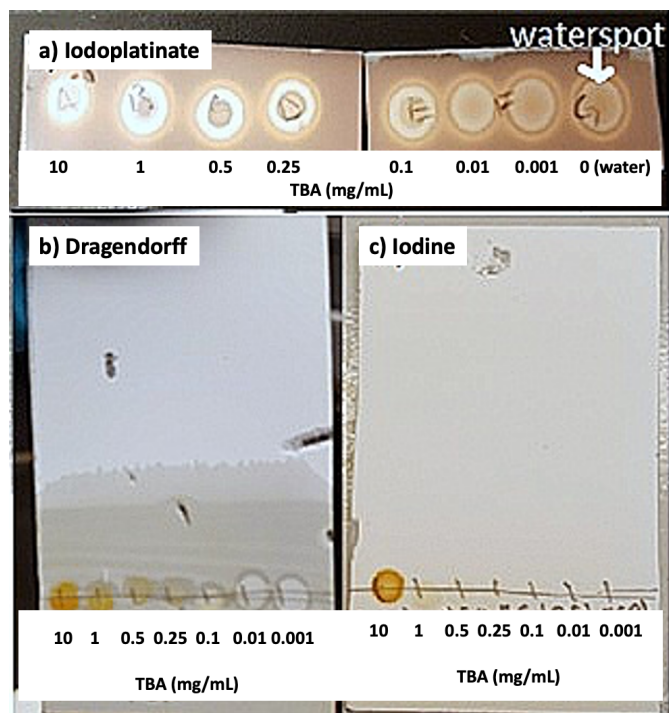 waterspot
a) Iodoplatinate
10 1 0.5 0.25 0.1 0.01 0.001 0 (water)
TBA (mg/mL)
b) Dragendorff
c) Iodine
10 1 0.5 0.25 0.1 0.01 0.001
TBA (mg/mL)
10 1 0.5 0.25 0.1 0.01 0.001
TBA (mg/mL)